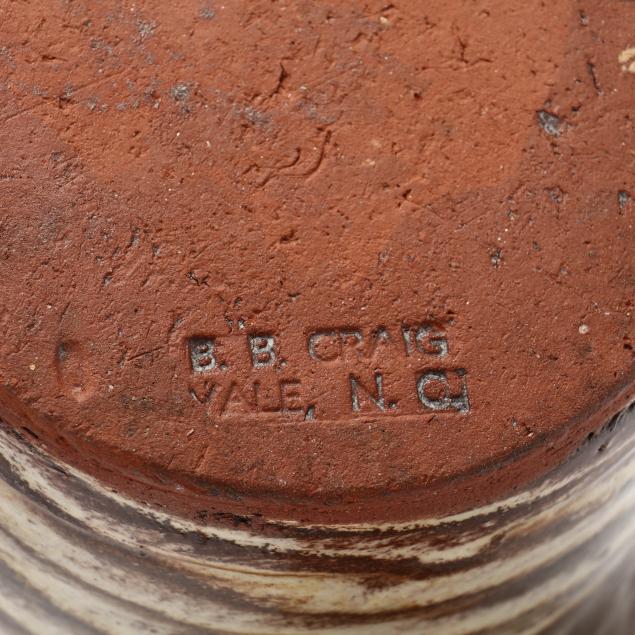 B. B. CRAIG
VALE, N. C.